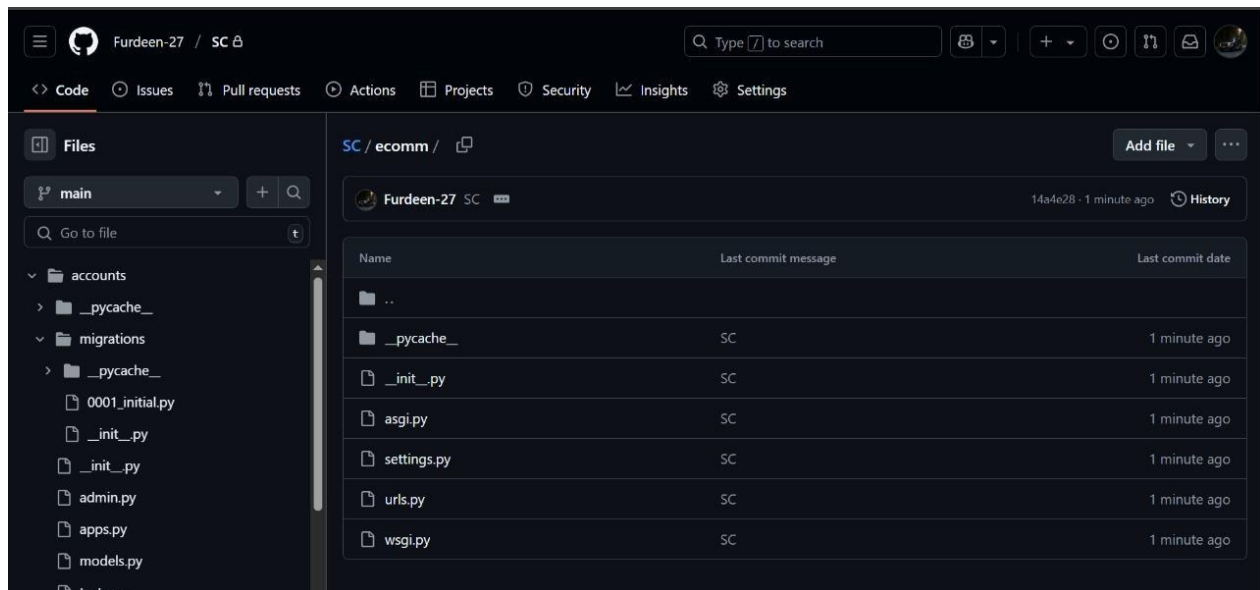 Furdeen-27 / SC
Type / to search
Code Issues Pull requests Actions Projects Security Insights Settings
Files
SC / ecomm /
Add file
main
Furdeen-27 SC
14a4e28 · 1 minute ago History
Go to file t
Name Last commit message Last commit date
accounts
..
__pycache__
__pycache__ SC 1 minute ago
migrations
__pycache__
__init__.py SC 1 minute ago
0001_initial.py
asgi.py SC 1 minute ago
__init__.py
__init__.py
settings.py SC 1 minute ago
admin.py
urls.py SC 1 minute ago
apps.py
wsgi.py SC 1 minute ago
models.py